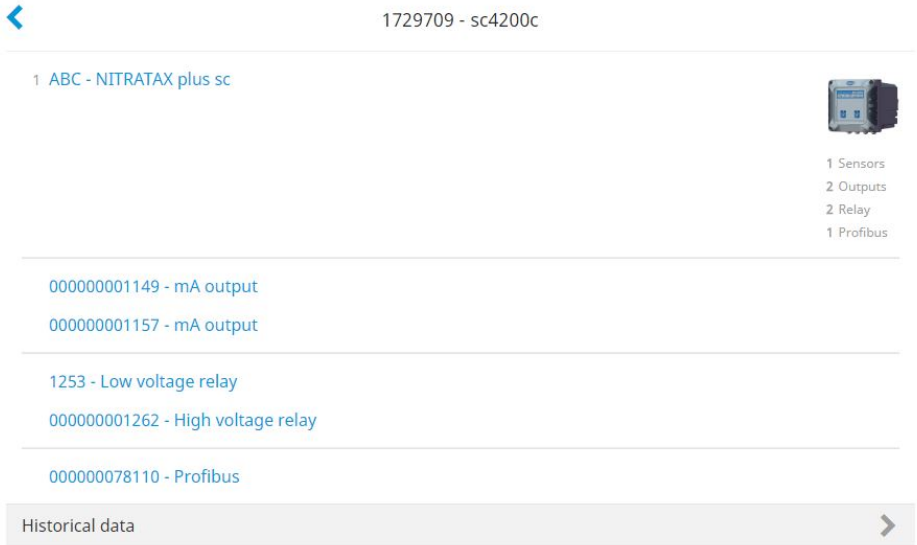 1729709 - sc4200c
1 ABC - NITRATAX plus sc
1 Sensors
2 Outputs
2 Relay
1 Profibus
000000001149 - mA output
000000001157 - mA output
1253 - Low voltage relay
000000001262 - High voltage relay
000000078110 - Profibus
Historical data